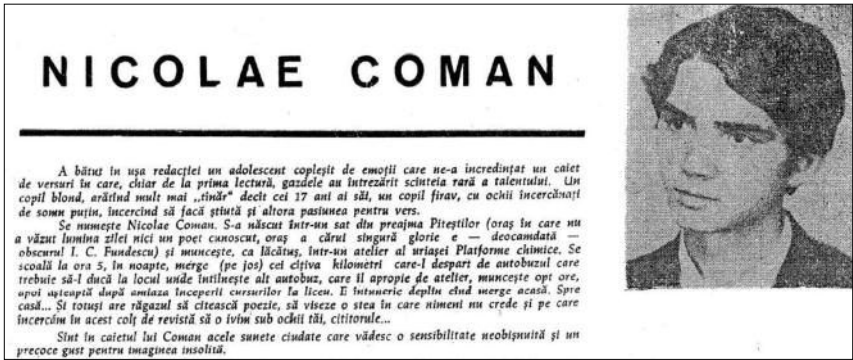 NICOLAE COMAN
A bătut în ușa redacției un adolescent copleșit de emoții care ne-a încredințat un caiet
de versuri în care, chiar de la prima lectură, gazdele au întrezărit scînteia rară a talentului. Un
copil blond, arătînd mult mai „tînăr" decît cei 17 ani ai săi, un copil firav, cu ochii încercănați
de somn puțin, încercînd să facă știută și altora pasiunea pentru vers.
Se numește Nicolae Coman. S-a născut într-un sat din preajma Piteștilor (oraș în care nu
a văzut lumina zilei nici un poet cunoscut, oraș a cărui singură glorie e — deocamdată —
obscurul I. C. Fundescu) și muncește, ca lăcătuș, într-un atelier al uriașei Platforme chimice. Se
scoală la ora 5, în noapte, merge (pe jos) cei cîțiva kilometri care-l despart de autobuzul care
trebuie să-l ducă la locul unde întîlnește alt autobuz, care îl apropie de atelier, muncește opt ore,
apoi așteaptă după amiaza începerii cursurilor la liceu. E întuneric deplin cînd merge acasă. Spre
casă... Și totuși are răgazul să citească poezie, să viseze o stea în care nimeni nu crede și pe care
încercăm în acest colț de revistă să o ivim sub ochii tăi, cititorule...
Sînt în caietul lui Coman acele sunete ciudate care vădesc o sensibilitate neobișnuită și un
precoce gust pentru imaginea insolită.